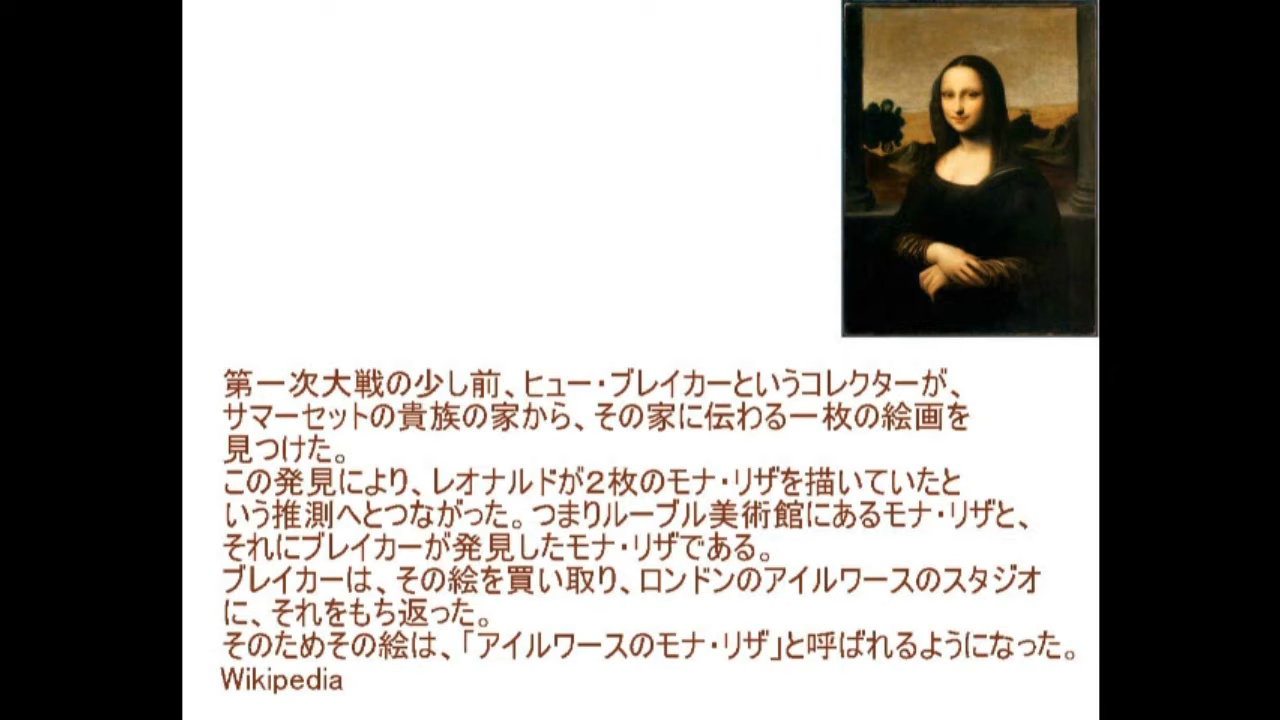 第一次大戦の少し前、ヒュー・ブレイカーというコレクターが、
サマーセットの貴族の家から、その家に伝わる一枚の絵画を
見つけた。
この発見により、レオナルドが２枚のモナ・リザを描いていたと
いう推測へとつながった。つまりルーブル美術館にあるモナ・リザと、
それにブレイカーが発見したモナ・リザである。
ブレイカーは、その絵を買い取り、ロンドンのアイルワースのスタジオ
に、それをもち返った。
そのためその絵は、「アイルワースのモナ・リザ」と呼ばれるようになった。
Wikipedia